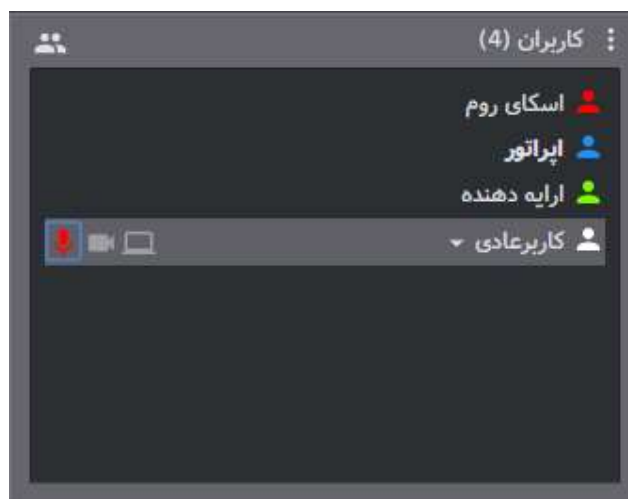 کاربران (4)
اسکای روم
اپراتور
ارایه دهنده
کاربرعادی